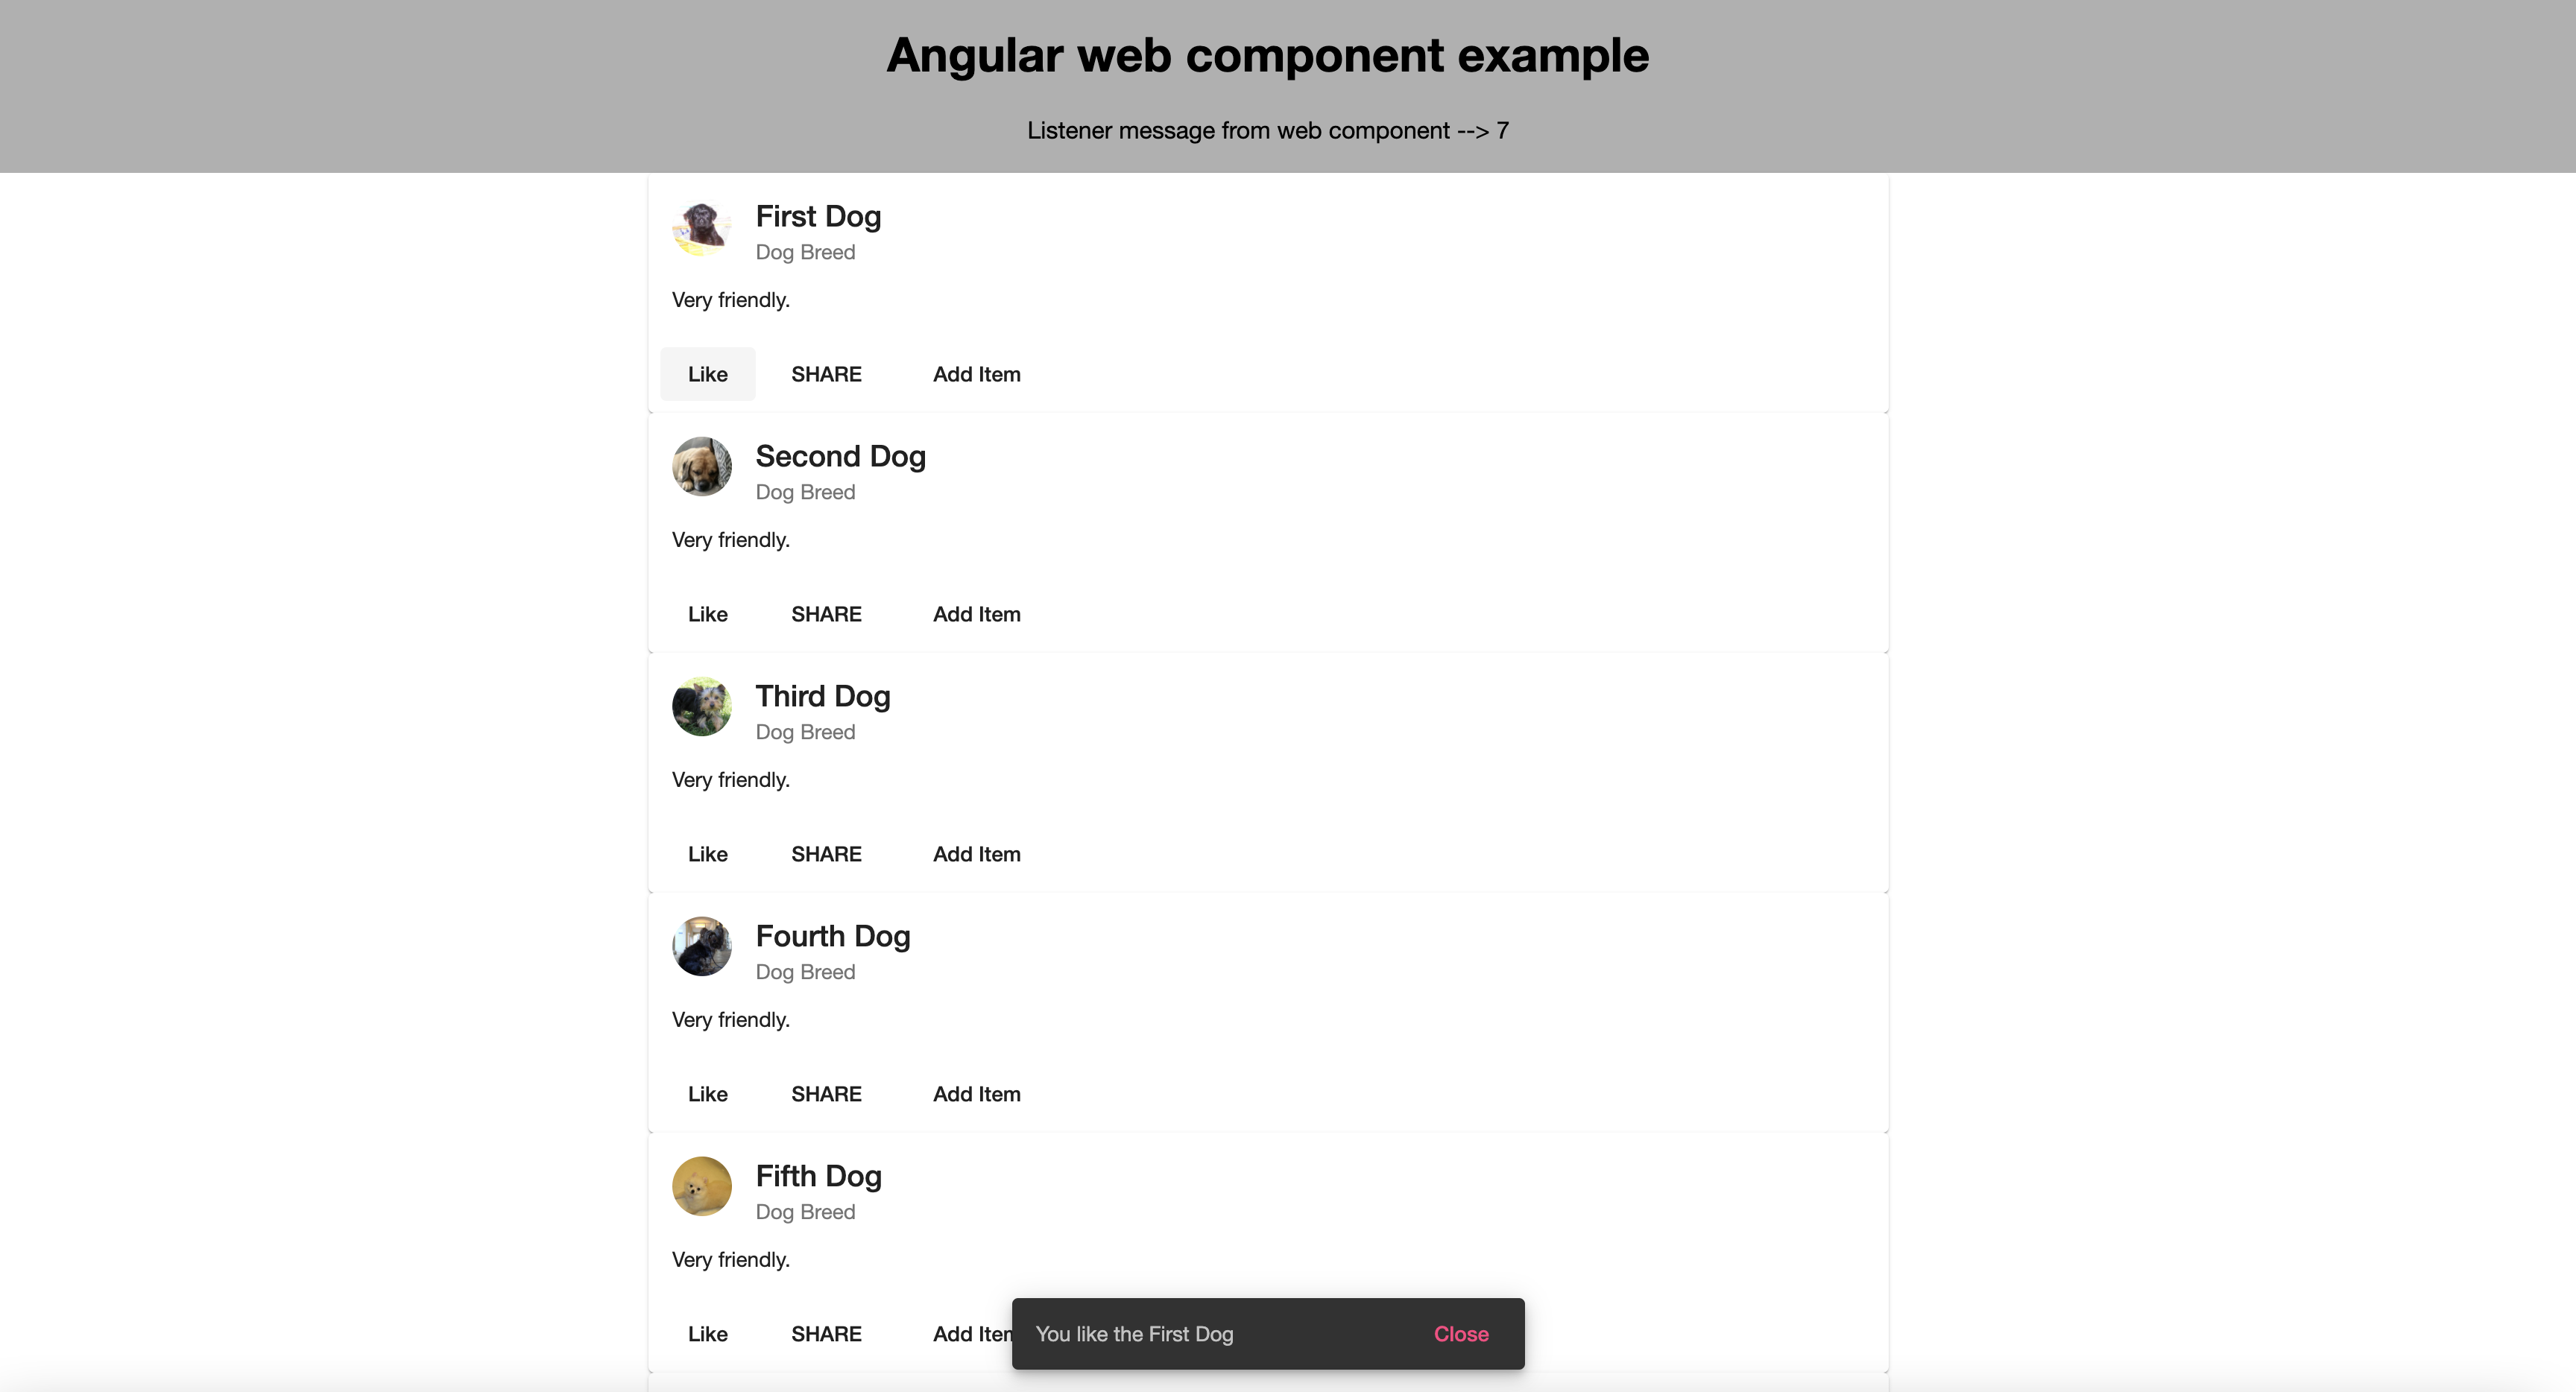 Angular web component example
Listener message from web component --> 7
First Dog
Dog Breed
Very friendly.
Like SHARE Add Item
Second Dog
Dog Breed
Very friendly.
Like SHARE Add Item
Third Dog
Dog Breed
Very friendly.
Like SHARE Add Item
Fourth Dog
Dog Breed
Very friendly.
Like SHARE Add Item
Fifth Dog
Dog Breed
Very friendly.
Like SHARE Add
You like the First Dog Close